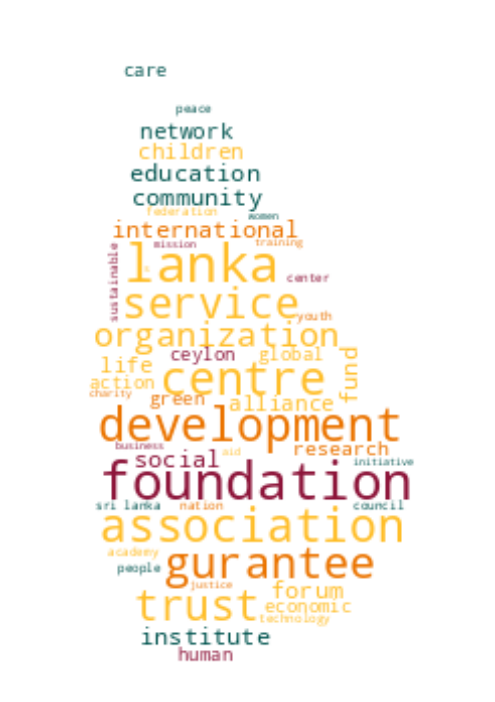 care
peace
network
children
education
community
federation
women
international
mission
training
sustainable
lanka
center
service
youth
organization
ceylon
global
fund
life
action
centre
charity
green
alliance
development
business
research
social
aid
initiative
foundation
sri lanka
nation
council
association
academy
people
gurantee
justice
trust
forum
economic
technology
institute
human